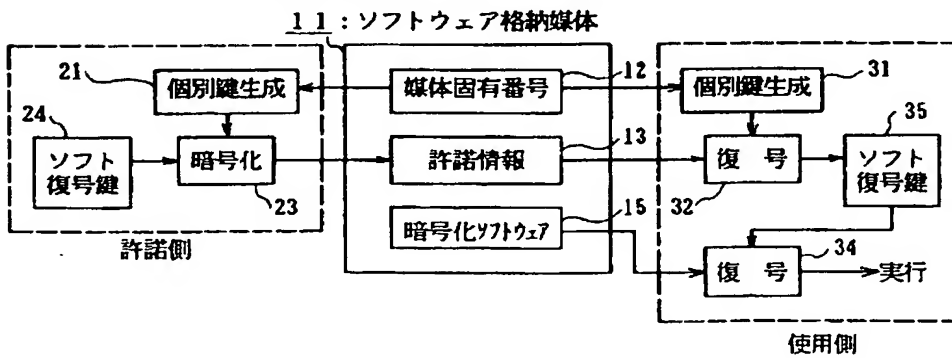 11：ソフトウェア格納媒体
21
個別鍵生成
24
ソフト
復号鍵
暗号化
23
許諾側
媒体固有番号
12
許諾情報
13
暗号化ソフトウェア
15
個別鍵生成
31
復号
32
35
ソフト
復号鍵
復号
34
実行
使用側